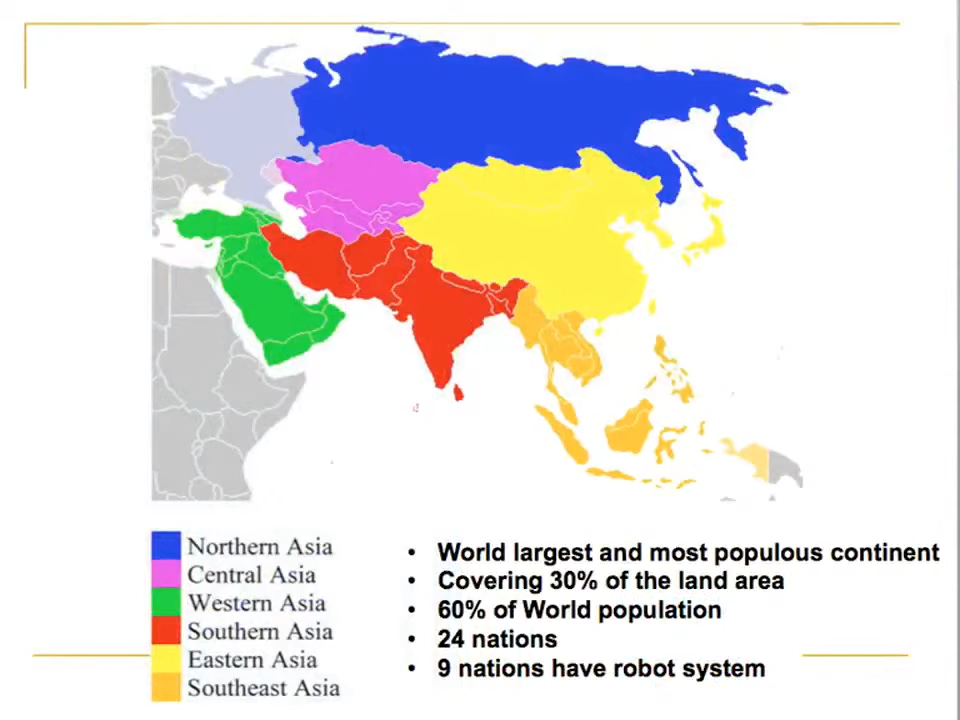 Northern Asia
Central Asia
Western Asia
Southern Asia
Eastern Asia
Southeast Asia
• World largest and most populous continent
• Covering 30% of the land area
• 60% of World population
• 24 nations
• 9 nations have robot system